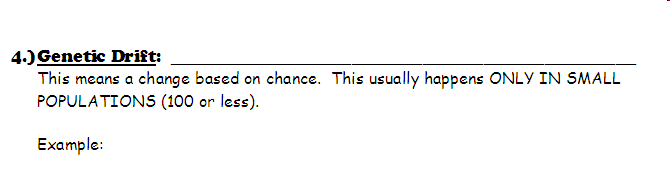 4.) Genetic Drift: ____________________
This means a change based on chance.  This usually happens ONLY IN SMALL
POPULATIONS (100 or less).
Example: